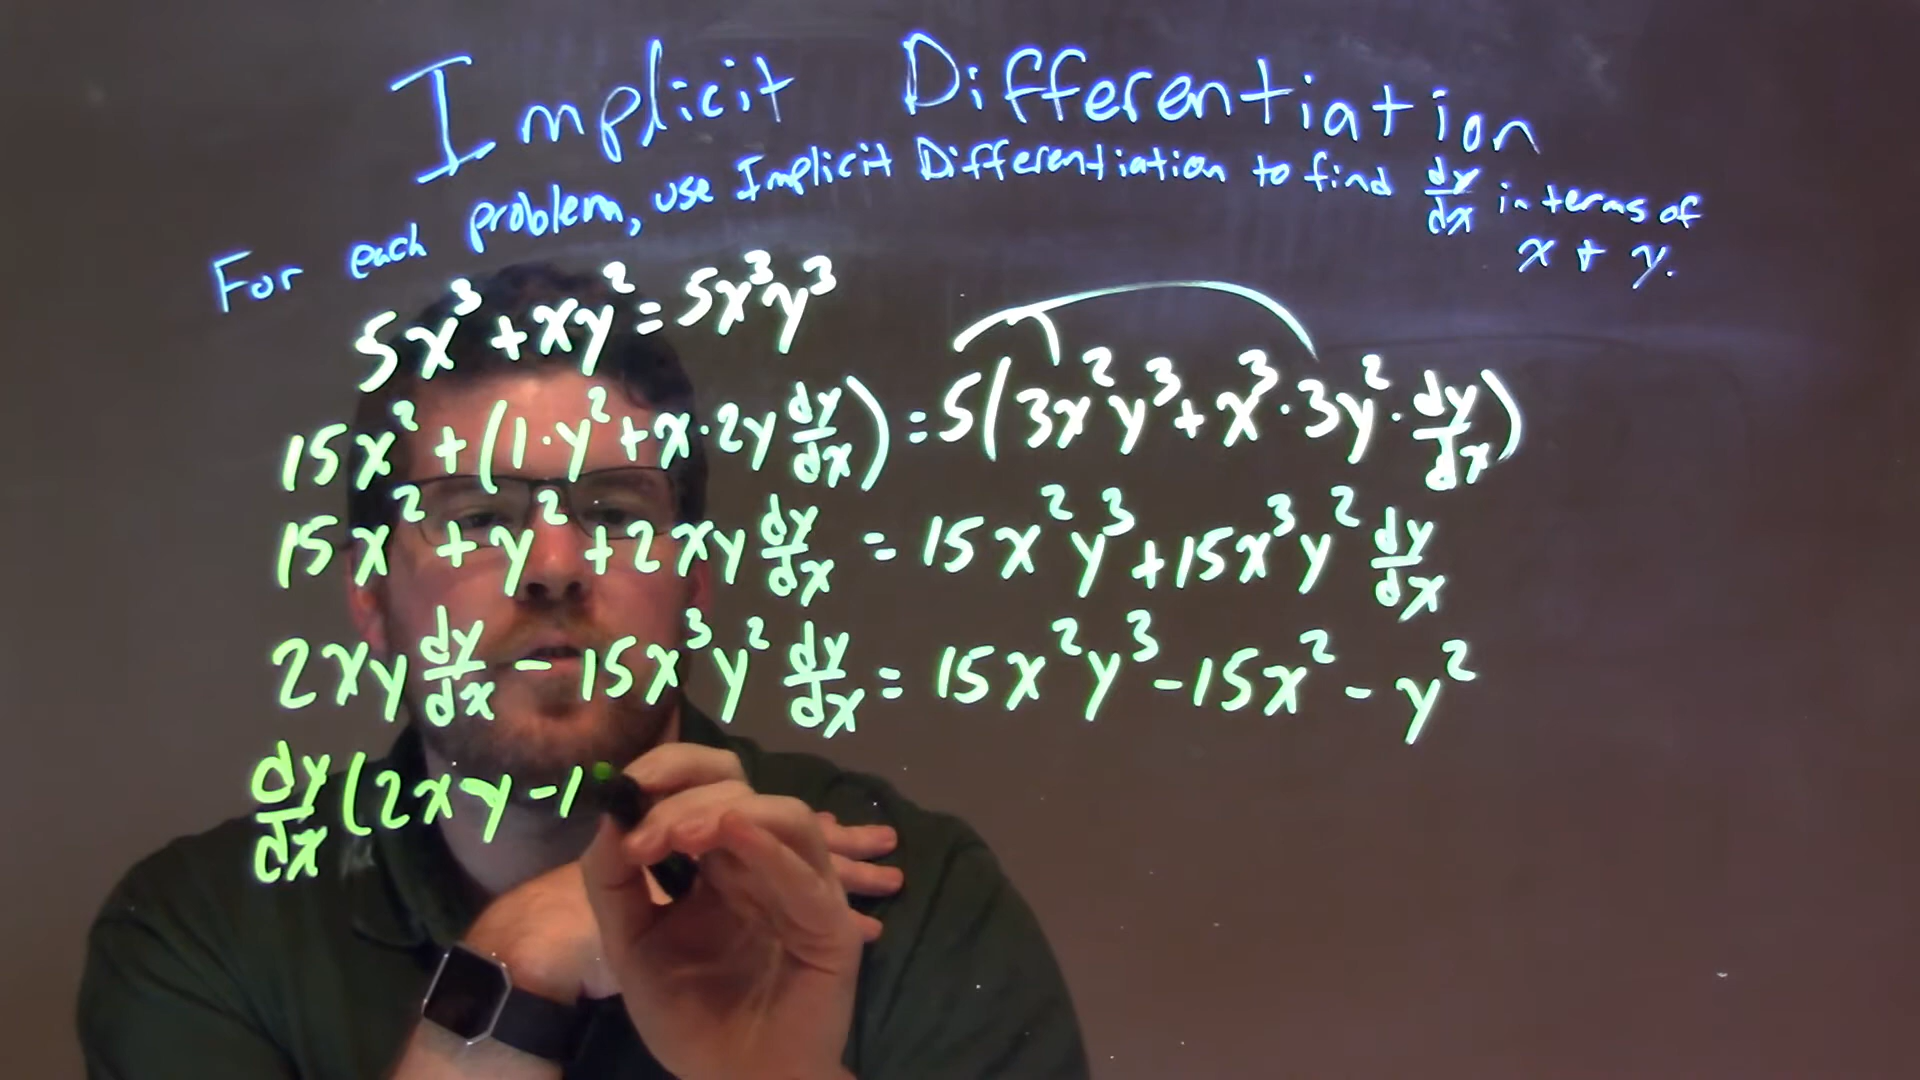 Implicit Differentiation
For each problem, use Implicit Differentiation to find dy/dx in terms of
x + y.
5x³ + xy² = 5x³y³
15x² + (1·y² + x·2y dy/dx) = 5(3x²y³ + x³·3y²·dy/dx)
15x² + y² + 2xy dy/dx = 15x²y³ + 15x³y² dy/dx
2xy dy/dx - 15x³y² dy/dx = 15x²y³ - 15x² - y²
dy/dx (2xy - 1